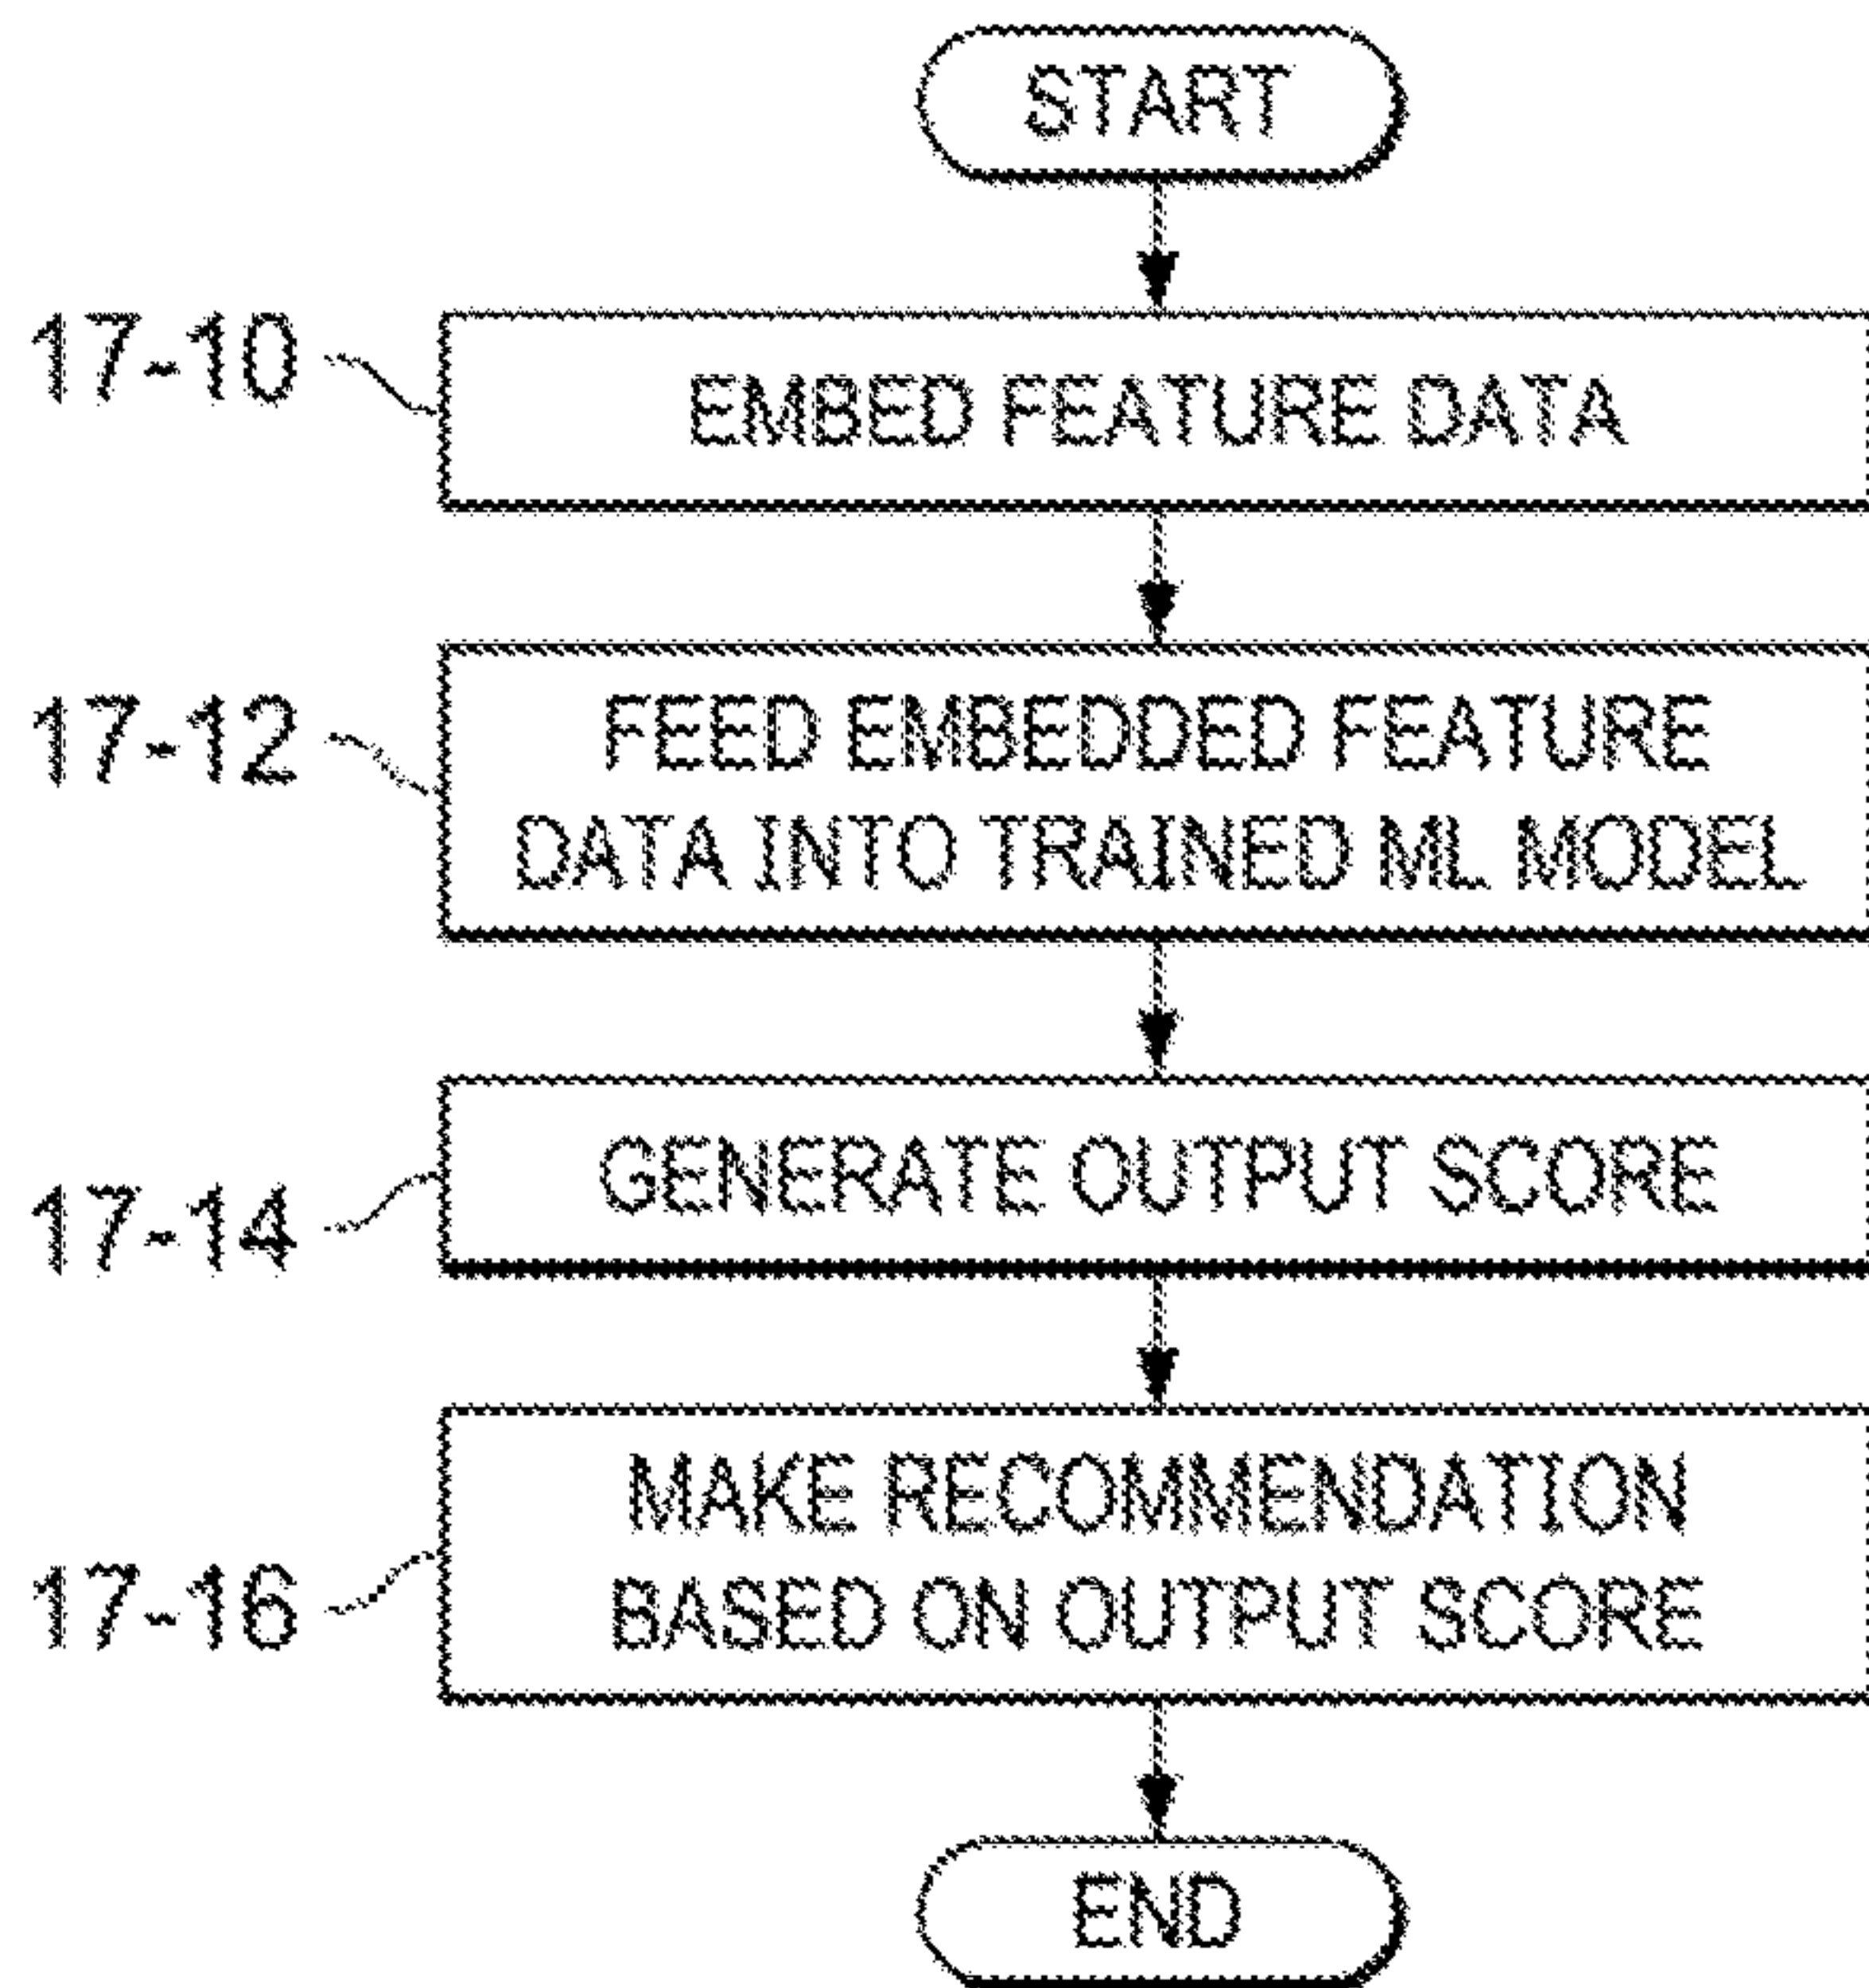 START
17-10
EMBED FEATURE DATA
17-12
FEED EMBEDDED FEATURE
DATA INTO TRAINED ML MODEL
17-14
GENERATE OUTPUT SCORE
17-16
MAKE RECOMMENDATION
BASED ON OUTPUT SCORE
END